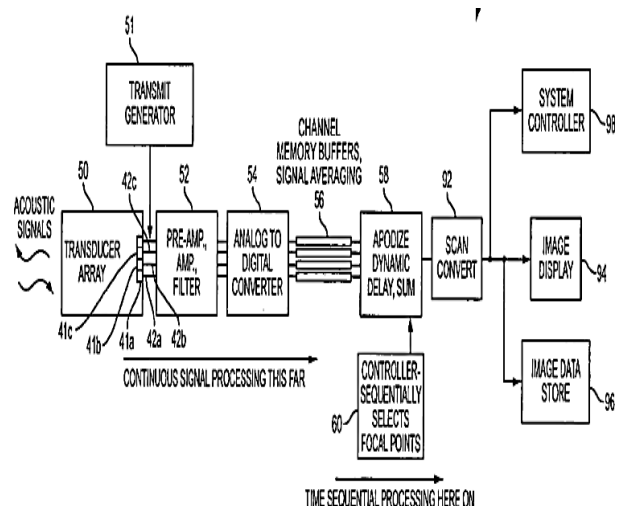 51
TRANSMIT
GENERATOR
50
42c
52
54
CHANNEL
MEMORY BUFFERS,
SIGNAL AVERAGING
56
58
92
SYSTEM
CONTROLLER
98
ACOUSTIC
SIGNALS
TRANSDUCER
ARRAY
PRE-AMP,
AMP,
FILTER
ANALOG TO
DIGITAL
CONVERTER
APODIZE
DYNAMIC
DELAY, SUM
SCAN
CONVERT
IMAGE
DISPLAY
94
41c
41b
41a
42a
42b
CONTINUOUS SIGNAL PROCESSING THIS FAR
CONTROLLER-
SEQUENTIALLY
SELECTS
FOCAL POINTS
60
IMAGE DATA
STORE
96
TIME SEQUENTIAL PROCESSING HERE ON